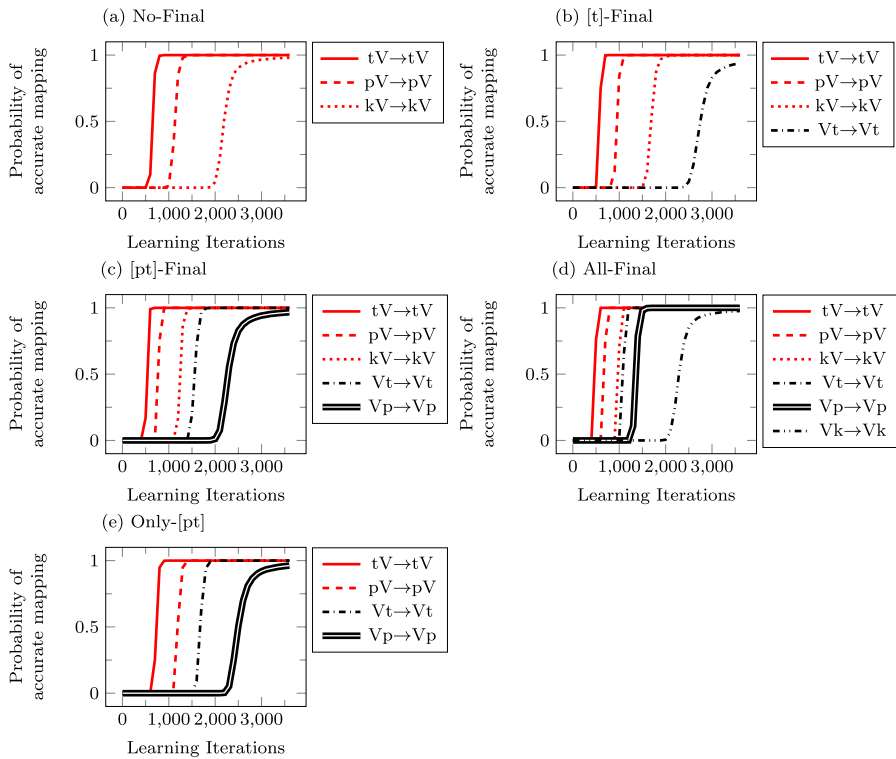 (a) No-Final
1
0.5
0
0
1,000
2,000
3,000
Probability of
accurate mapping
Learning Iterations
tV→tV
pV→pV
kV→kV
(b) [t]-Final
1
0.5
0
0
1,000
2,000
3,000
Probability of
accurate mapping
Learning Iterations
tV→tV
pV→pV
kV→kV
Vt→Vt
(c) [pt]-Final
1
0.5
0
0
1,000
2,000
3,000
Probability of
accurate mapping
Learning Iterations
tV→tV
pV→pV
kV→kV
Vt→Vt
Vp→Vp
(d) All-Final
1
0.5
0
0
1,000
2,000
3,000
Probability of
accurate mapping
Learning Iterations
tV→tV
pV→pV
kV→kV
Vt→Vt
Vp→Vp
Vk→Vk
(e) Only-[pt]
1
0.5
0
0
1,000
2,000
3,000
Probability of
accurate mapping
Learning Iterations
tV→tV
pV→pV
Vt→Vt
Vp→Vp